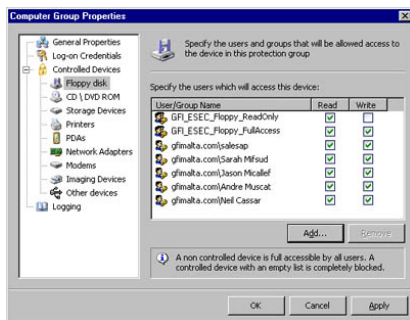 Computer Group Properties
General Properties
Log-on Credentials
Controlled Devices
Floppy disk
CD \ DVD ROM
Storage Devices
Printers
PDAs
Network Adapters
Modems
Imaging Devices
Other devices
Logging
Specify the users and groups that will be allowed access to
the device in this protection group
Specify the users which will access this device:
User/Group Name Read Write
GFI_ESEC_Floppy_ReadOnly
GFI_ESEC_Floppy_FullAccess
gfimalta.com\salesap
gfimalta.com\Sarah Mifsud
gfimalta.com\Jason Micallef
gfimalta.com\Andre Muscat
gfimalta.com\Neil Cassar
Add... Remove
A non controlled device is full accessible by all users. A
controlled device with an empty list is completely blocked.
OK Cancel Apply